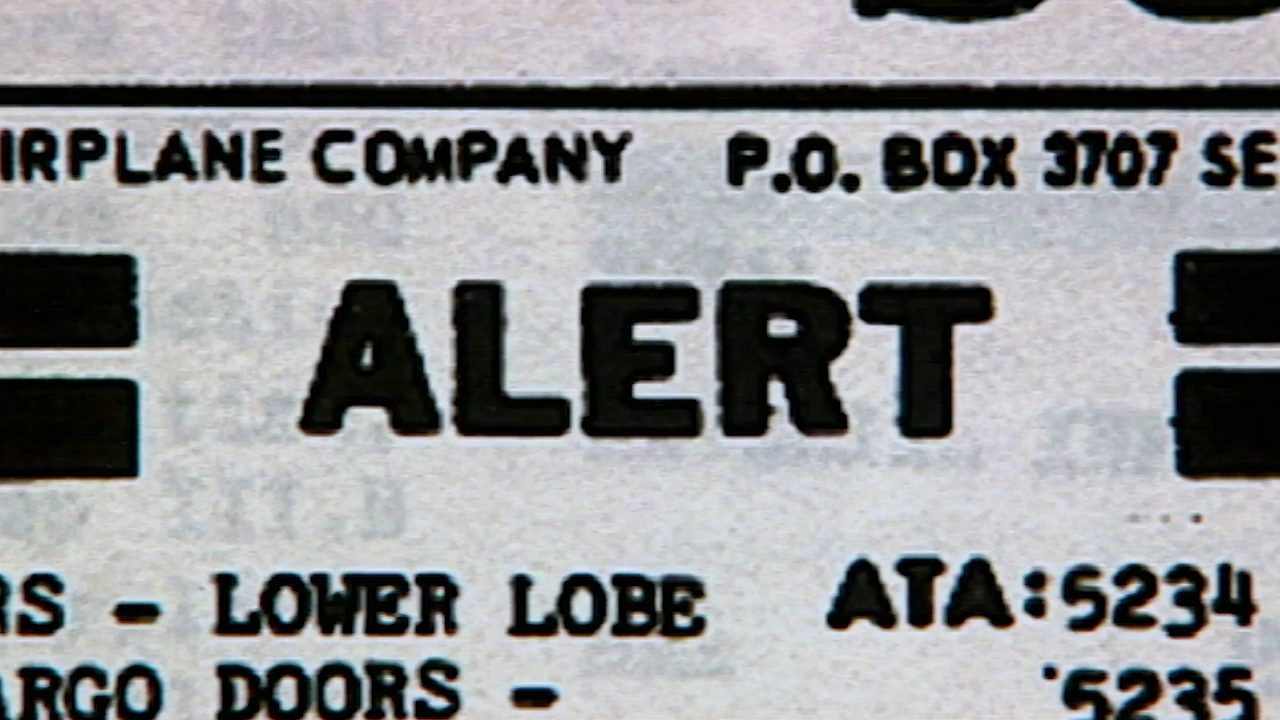 IRPLANE COMPANY P.O. BOX 3707 SE
ALERT
RS - LOWER LOBE ATA:5234
ARGO DOORS - 5235